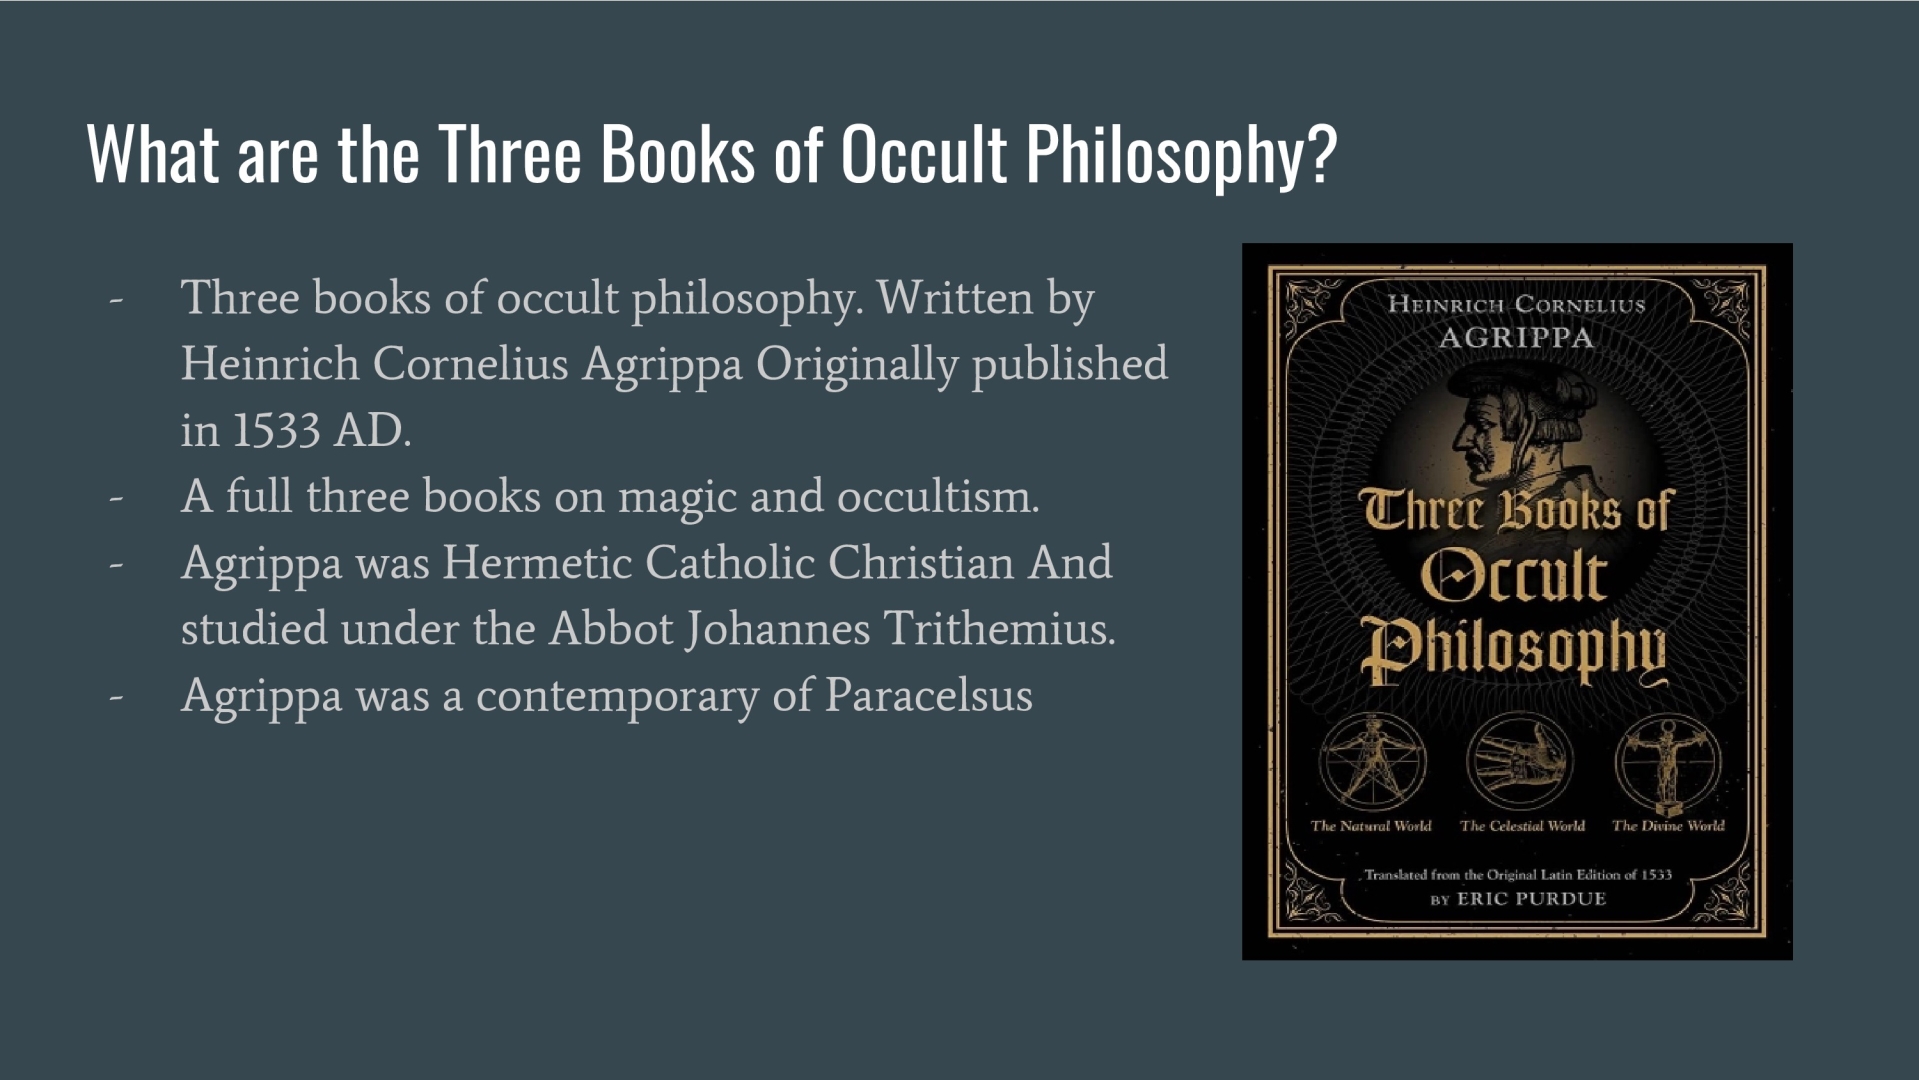 What are the Three Books of Occult Philosophy?
- Three books of occult philosophy. Written by
Heinrich Cornelius Agrippa Originally published
in 1533 AD.
- A full three books on magic and occultism.
- Agrippa was Hermetic Catholic Christian And
studied under the Abbot Johannes Trithemius.
- Agrippa was a contemporary of Paracelsus
HEINRICH CORNELIUS
AGRIPPA
Three Books of
Occult
Philosophy
The Natural World The Celestial World The Divine World
Translated from the Original Latin Edition of 1533
BY ERIC PURDUE